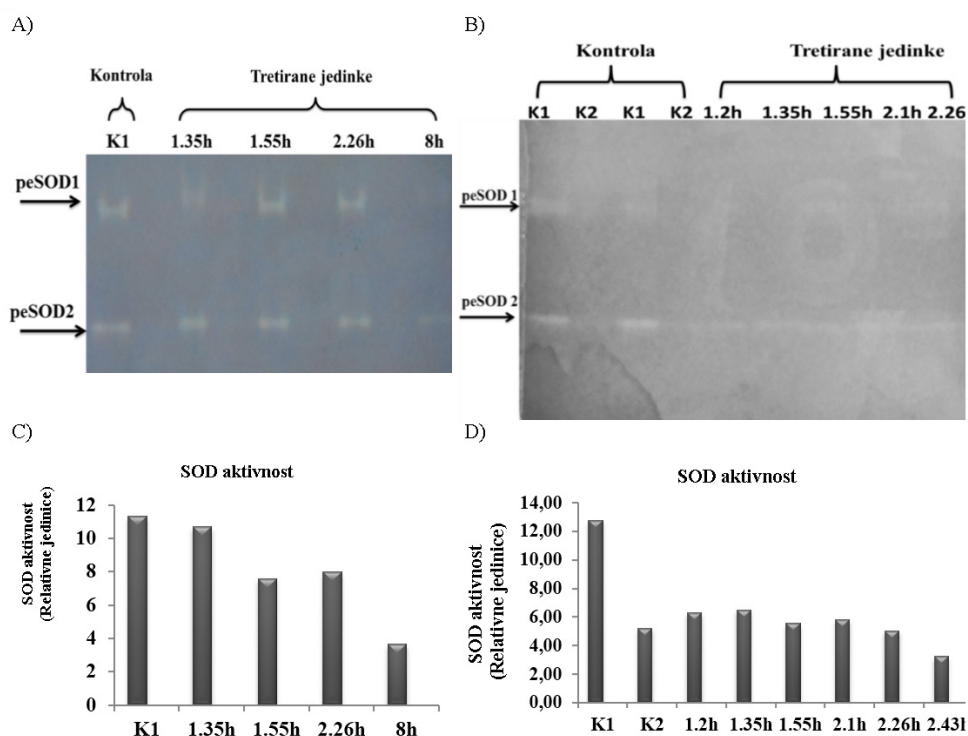 A)
Kontrola Tretirane jedinke
K1 1.35h 1.55h 2.26h 8h
peSOD1
peSOD2
B)
Kontrola Tretirane jedinke
K1 K2 K1 K2 1.2h 1.35h 1.55h 2.1h 2.26
peSOD 1
peSOD 2
C)
SOD aktivnost
SOD aktivnost
(Relativne jedinice)
12
10
8
6
4
2
0
K1 1.35h 1.55h 2.26h 8h
D)
SOD aktivnost
SOD aktivnost
(Relativne jedinice)
14,00
12,00
10,00
8,00
6,00
4,00
2,00
0,00
K1 K2 1.2h 1.35h 1.55h 2.1h 2.26h 2.43h